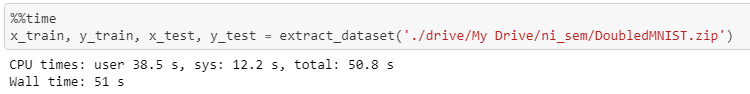 %%time
x_train, y_train, x_test, y_test = extract_dataset('./drive/My Drive/ni_sem/DoubledMNIST.zip')
CPU times: user 38.5 s, sys: 12.2 s, total: 50.8 s
Wall time: 51 s